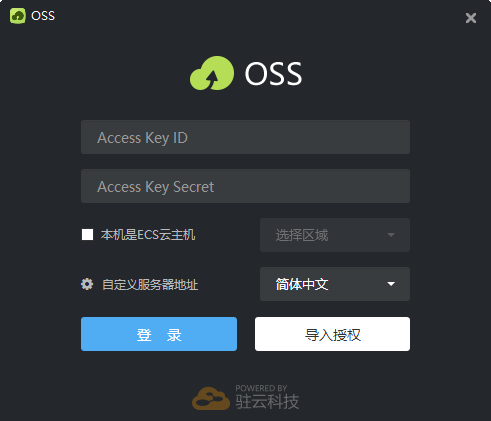 OSS
OSS
Access Key ID
Access Key Secret
本机是ECS云主机
选择区域
自定义服务器地址
简体中文
登 录
导入授权
POWERED BY
驻云科技